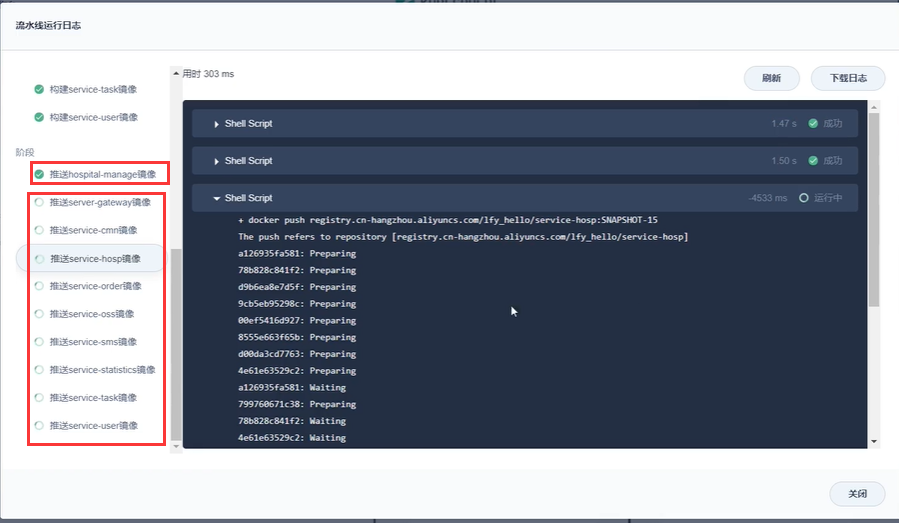 流水线运行日志
用时 303 ms
刷新
下载日志
构建service-task镜像
构建service-user镜像
阶段
推送hospital-manage镜像
推送server-gateway镜像
推送service-cmn镜像
推送service-hosp镜像
推送service-order镜像
推送service-oss镜像
推送service-sms镜像
推送service-statistics镜像
推送service-task镜像
推送service-user镜像
Shell Script 1.47 s 成功
Shell Script 1.50 s 成功
Shell Script -4533 ms 运行中
+ docker push registry.cn-hangzhou.aliyuncs.com/lfy_hello/service-hosp:SNAPSHOT-15
The push refers to repository [registry.cn-hangzhou.aliyuncs.com/lfy_hello/service-hosp]
a126935fa581: Preparing
78b828c841f2: Preparing
d9b6ea8e7d5f: Preparing
9cb5eb95298c: Preparing
00ef5416d927: Preparing
8555e663f65b: Preparing
d00da3cd7763: Preparing
4e61e63529c2: Preparing
a126935fa581: Waiting
799760671c38: Preparing
78b828c841f2: Waiting
4e61e63529c2: Waiting
关闭